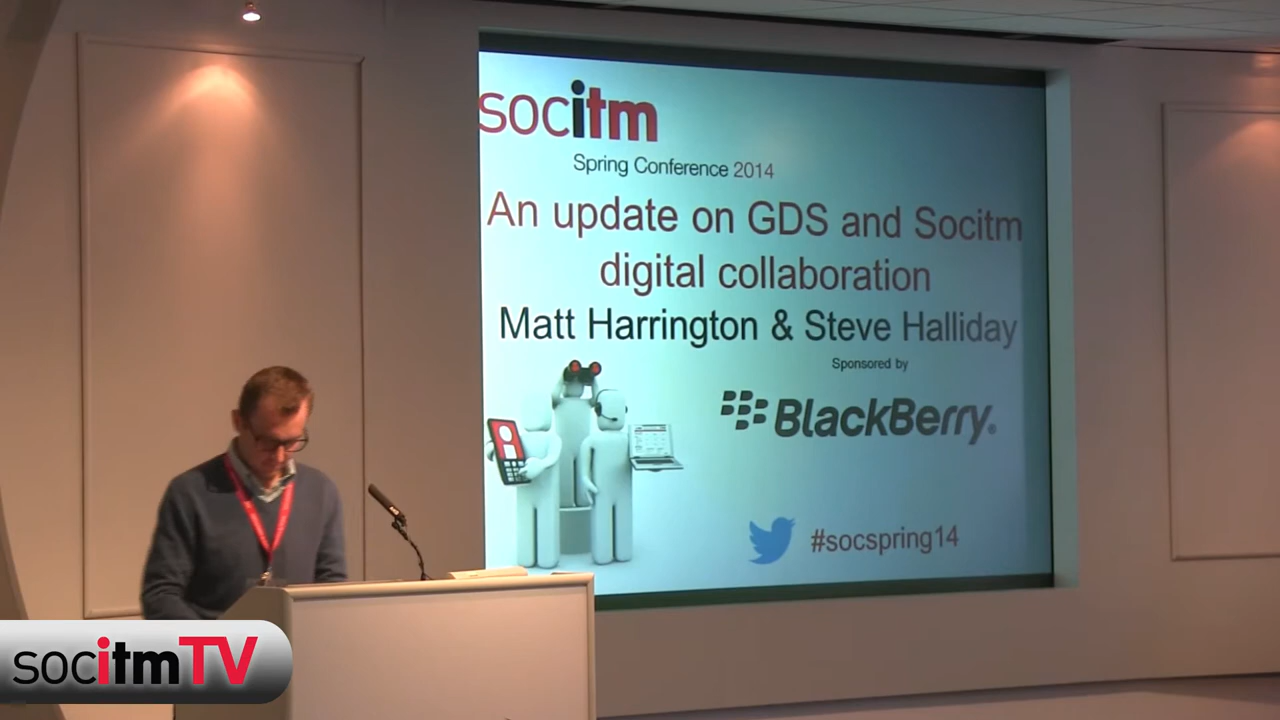 socitm
Spring Conference 2014
An update on GDS and Socitm
digital collaboration
Matt Harrington & Steve Halliday
Sponsored by
BlackBerry®
#socspring14
socitmTV